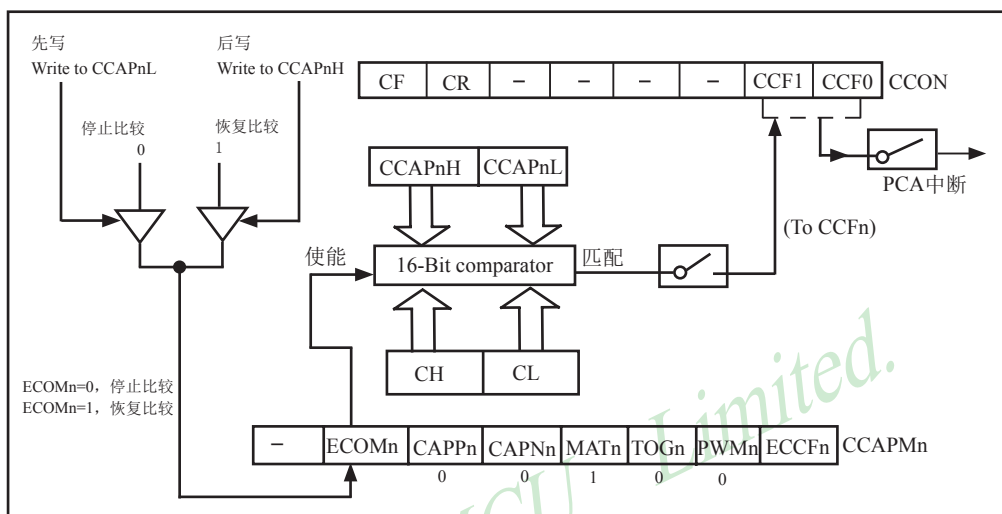 先写
Write to CCAPnL
后写
Write to CCAPnH
停止比较
0
恢复比较
1
CF CR – – – – CCF1 CCF0 CCON
PCA中断
CCAPnH CCAPnL
(To CCFn)
使能
16-Bit comparator
匹配
CH CL
ECOMn=0，停止比较
ECOMn=1，恢复比较
– ECOMn CAPPn CAPNn MATn TOGn PWMn ECCFn CCAPMn
0 0 1 0 0
MCU Limited.